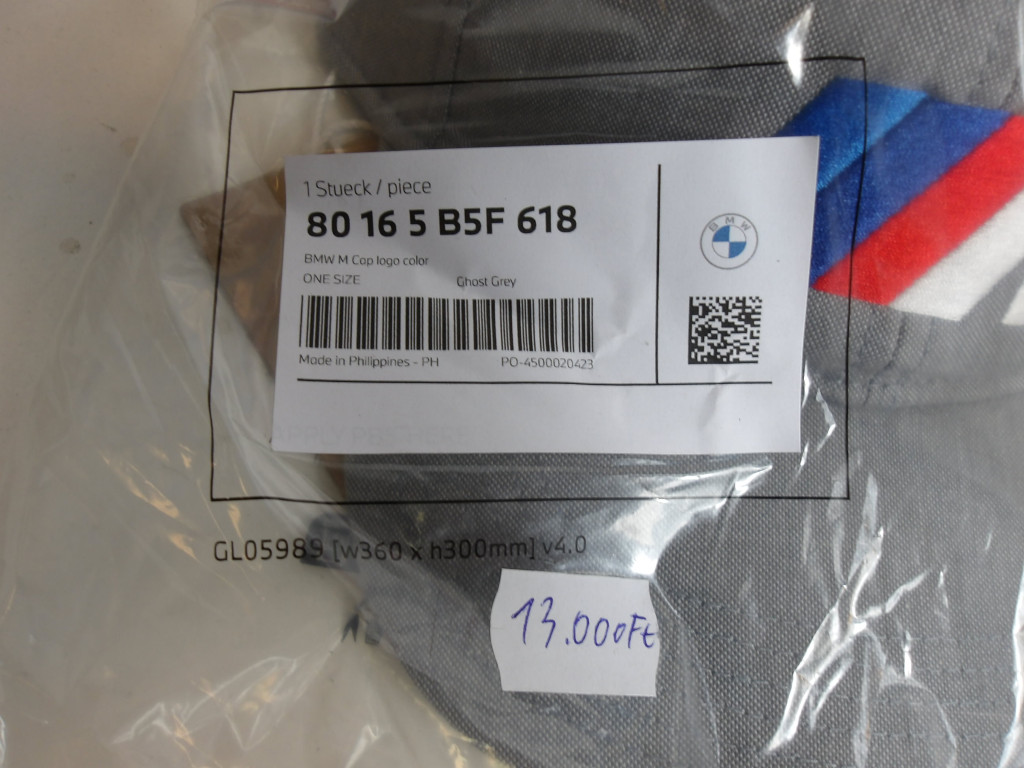 1 Stueck / piece
80 16 5 B5F 618
BMW M Cap logo color
ONE SIZE Ghost Grey
Made in Philippines - PH PO-4500020423
BMW
GL05989 [w360 x h300mm] v4.0
13.000Ft